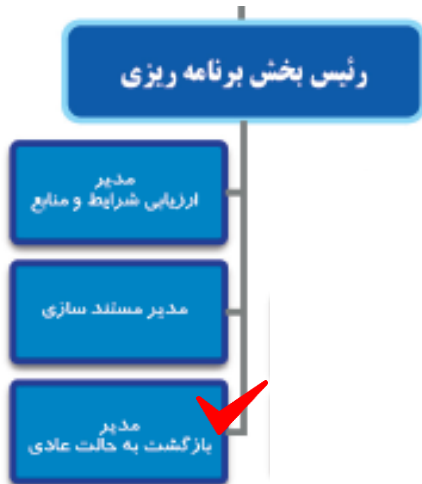 رئیس بخش برنامه ریزی
مدیر
ارزیابی شرایط و منابع
مدیر مستند سازی
مدیر
بازگشت به حالت عادی